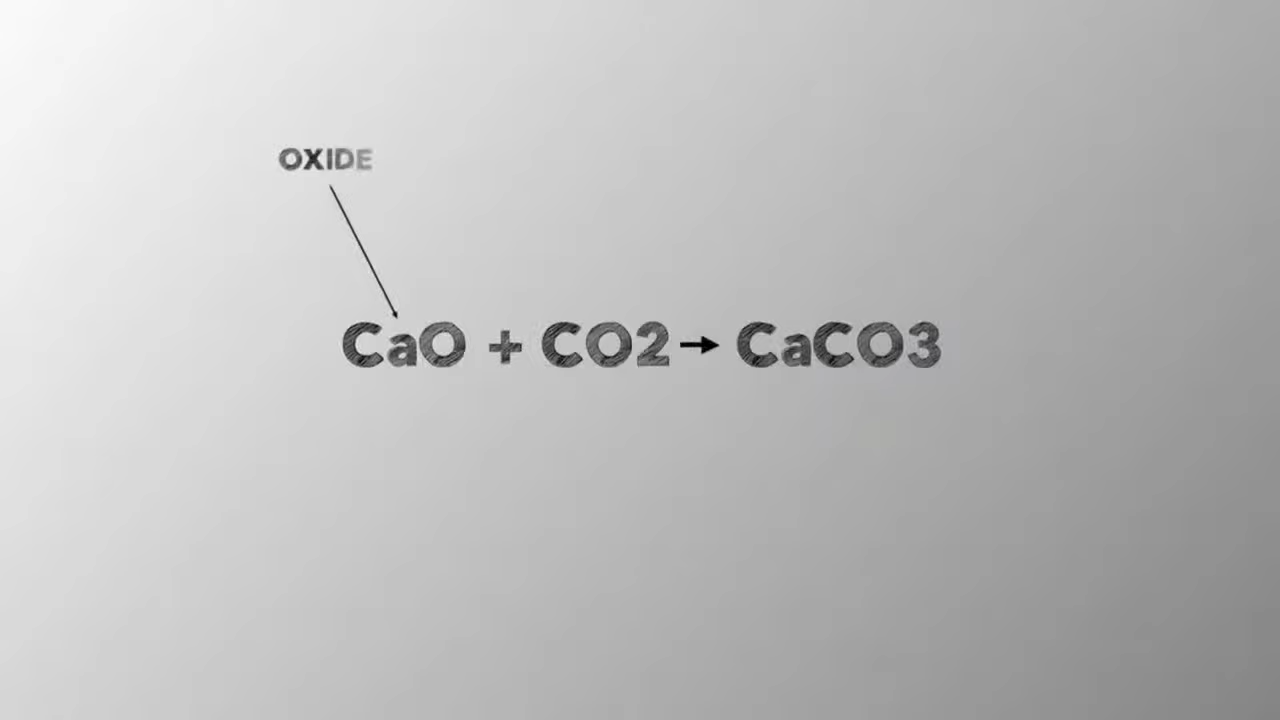 OXIDE
CaO + CO2 → CaCO3